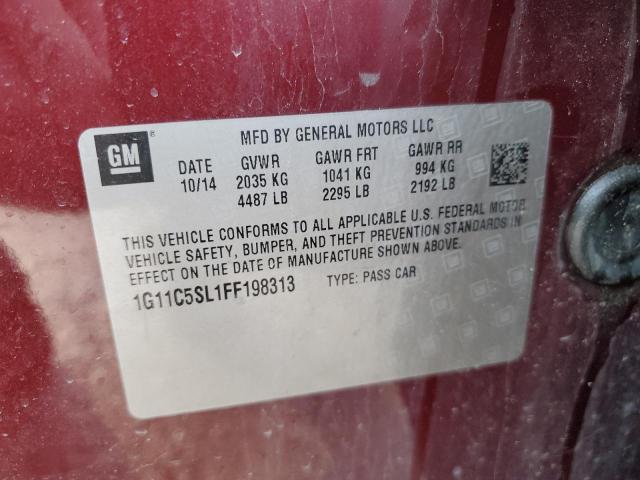 GM ®
MFD BY GENERAL MOTORS LLC
DATE GVWR GAWR FRT GAWR RR
10/14 2035 KG 1041 KG 994 KG
4487 LB 2295 LB 2192 LB
THIS VEHICLE CONFORMS TO ALL APPLICABLE U.S. FEDERAL MOTOR
VEHICLE SAFETY, BUMPER, AND THEFT PREVENTION STANDARDS IN
EFFECT ON THE DATE OF MANUFACTURE SHOWN ABOVE.
1G11C5SL1FF198313 TYPE: PASS CAR